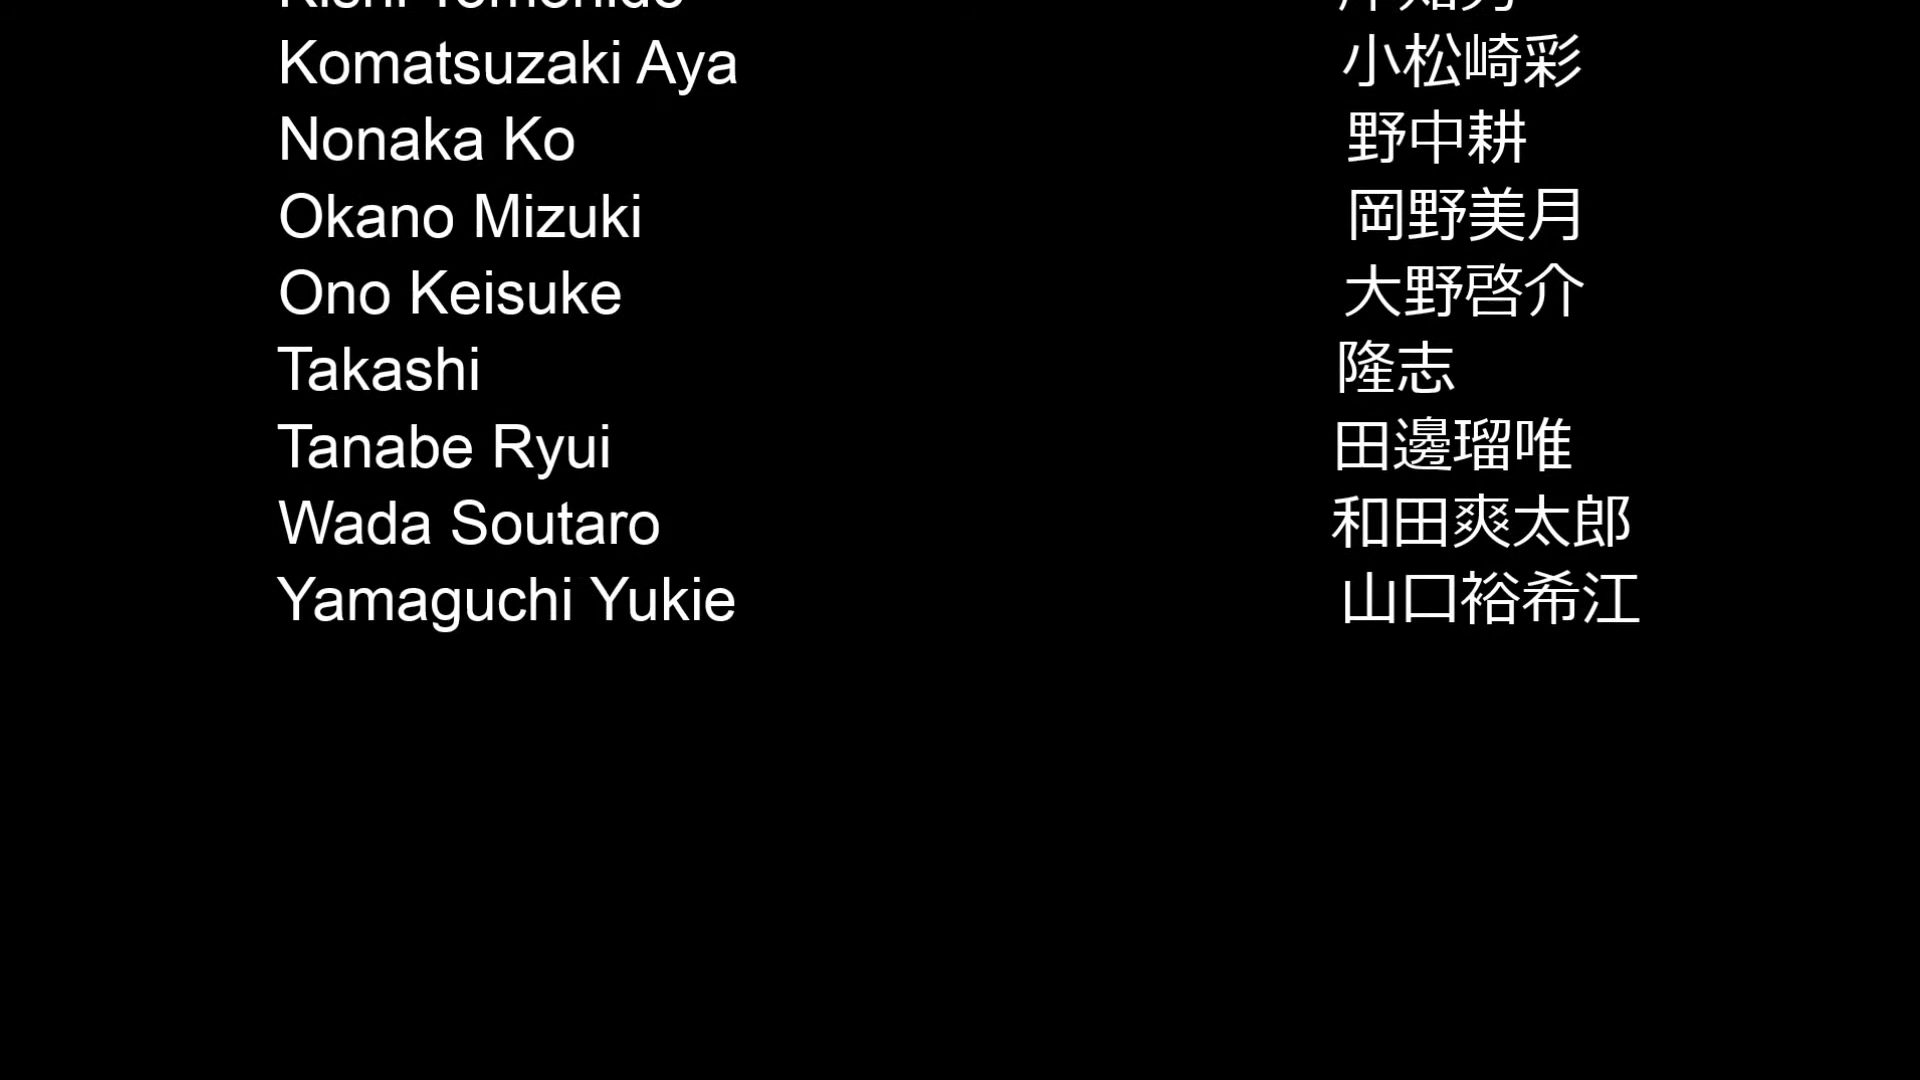 Komatsuzaki Aya 小松崎彩
Nonaka Ko 野中耕
Okano Mizuki 岡野美月
Ono Keisuke 大野啓介
Takashi 隆志
Tanabe Ryui 田邊瑠唯
Wada Soutaro 和田爽太郎
Yamaguchi Yukie 山口裕希江